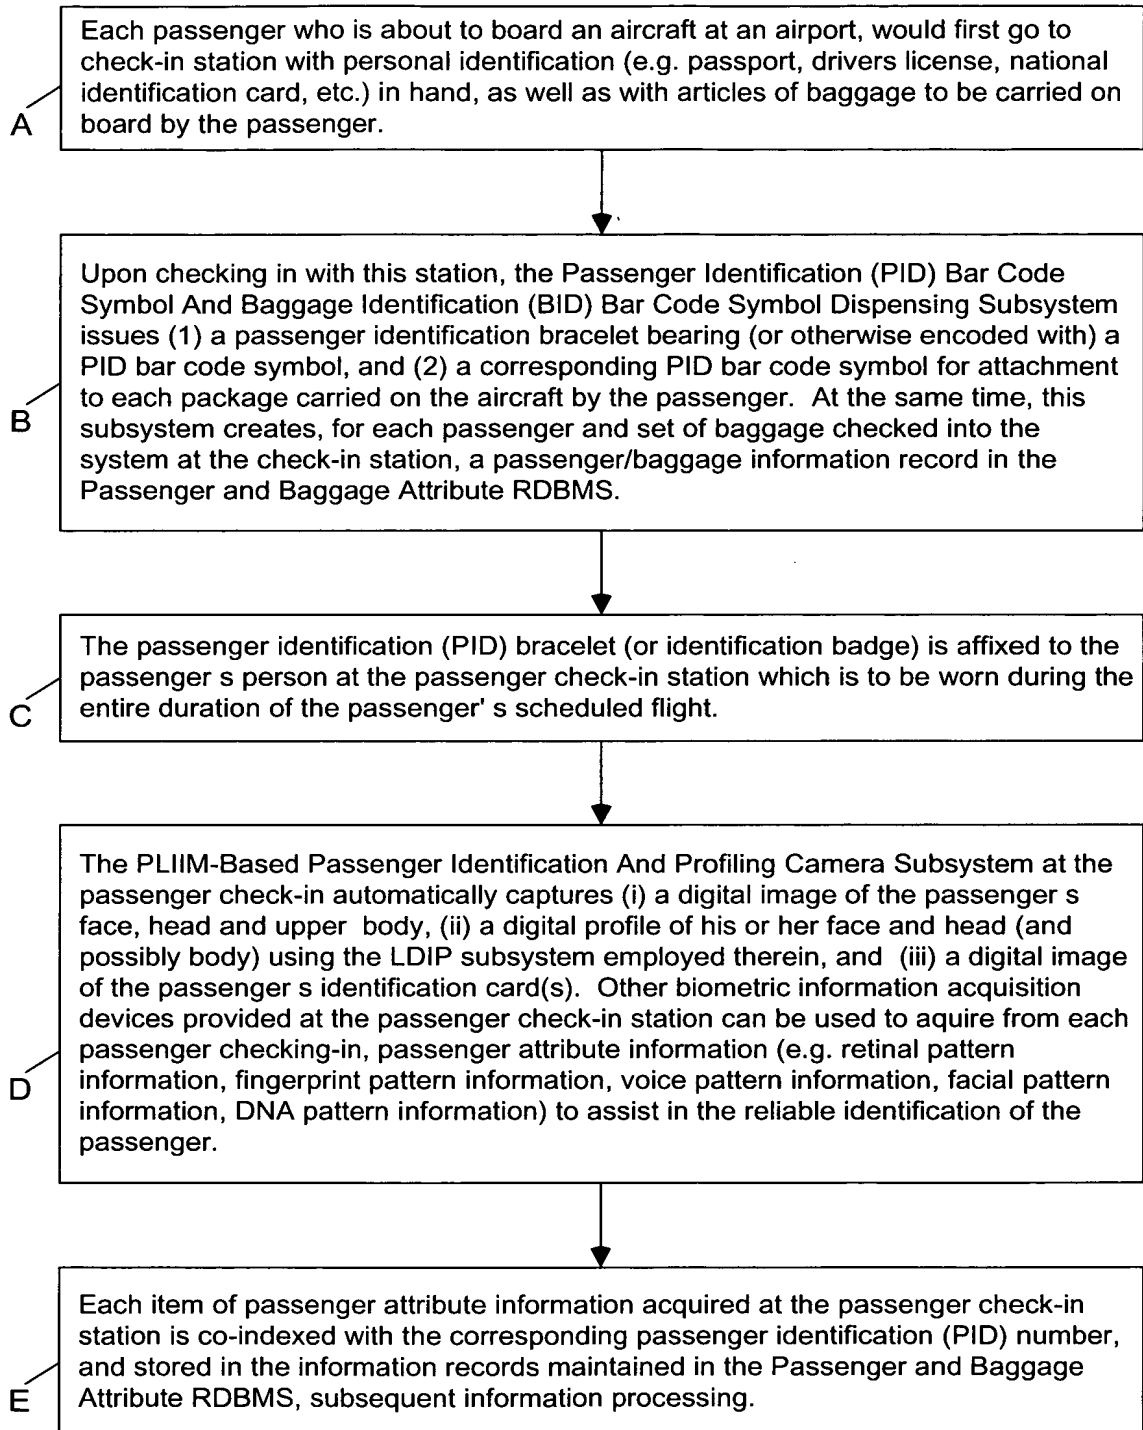 Each passenger who is about to board an aircraft at an airport, would first go to
check-in station with personal identification (e.g. passport, drivers license, national
identification card, etc.) in hand, as well as with articles of baggage to be carried on
board by the passenger.
A
Upon checking in with this station, the Passenger Identification (PID) Bar Code
Symbol And Baggage Identification (BID) Bar Code Symbol Dispensing Subsystem
issues (1) a passenger identification bracelet bearing (or otherwise encoded with) a
PID bar code symbol, and (2) a corresponding PID bar code symbol for attachment
to each package carried on the aircraft by the passenger.  At the same time, this
subsystem creates, for each passenger and set of baggage checked into the
system at the check-in station, a passenger/baggage information record in the
Passenger and Baggage Attribute RDBMS.
B
The passenger identification (PID) bracelet (or identification badge) is affixed to the
passenger s person at the passenger check-in station which is to be worn during the
entire duration of the passenger' s scheduled flight.
C
The PLIIM-Based Passenger Identification And Profiling Camera Subsystem at the
passenger check-in automatically captures (i) a digital image of the passenger s
face, head and upper  body, (ii) a digital profile of his or her face and head (and
possibly body) using the LDIP subsystem employed therein, and  (iii) a digital image
of the passenger s identification card(s).  Other biometric information acquisition
devices provided at the passenger check-in station can be used to aquire from each
passenger checking-in, passenger attribute information (e.g. retinal pattern
information, fingerprint pattern information, voice pattern information, facial pattern
information, DNA pattern information) to assist in the reliable identification of the
passenger.
D
Each item of passenger attribute information acquired at the passenger check-in
station is co-indexed with the corresponding passenger identification (PID) number,
and stored in the information records maintained in the Passenger and Baggage
Attribute RDBMS, subsequent information processing.
E